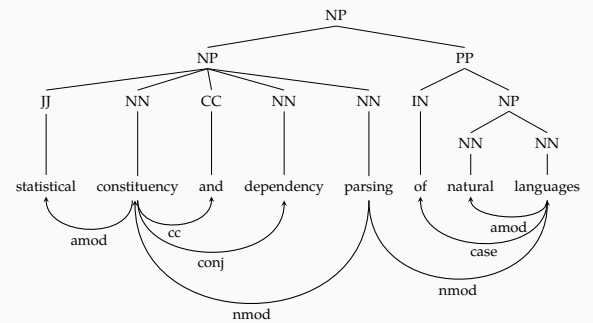 NP
NP PP
JJ NN CC NN NN IN NP
NN NN
statistical constituency and dependency parsing of natural languages
cc amod
amod case
conj
nmod
nmod